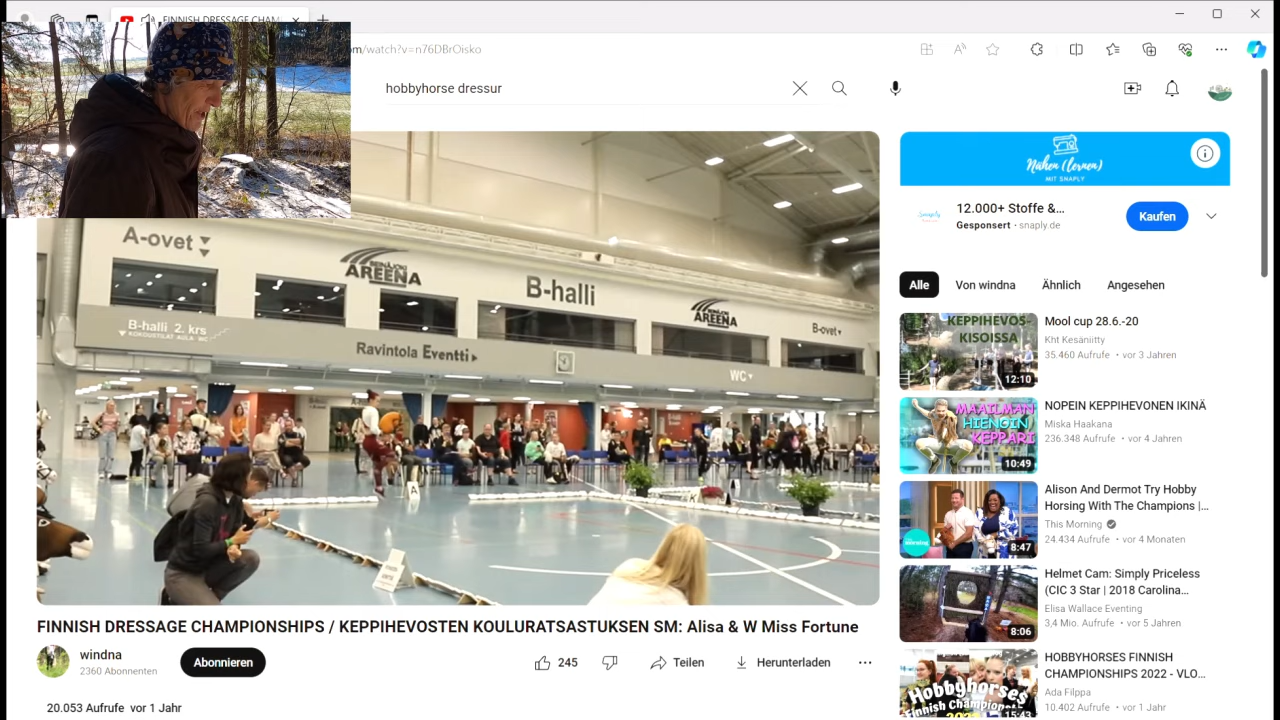 FINNISH DRESSAGE CHAM
om/watch?v=n76DBrOisko
hobbyhorse dressur
A-ovet
SEINÄJOKI
AREENA
B-halli
AREENA
B-ovet
B-halli 2. krs
Ravintola Eventti
WC
A
K
Nähen (lernen)
MIT SNAPLY
Snaply
12.000+ Stoffe &...
Gesponsert · snaply.de
Kaufen
Alle
Von windna
Ähnlich
Angesehen
KEPPIHEVOS-
KISOISSA
12:10
Mool cup 28.6.-20
Kht Kesäniitty
35.460 Aufrufe • vor 3 Jahren
MAAILMAN
HIENOIN
KEPPARI
10:49
NOPEIN KEPPIHEVONEN IKINÄ
Miska Haakana
236.348 Aufrufe • vor 4 Jahren
8:47
Alison And Dermot Try Hobby
Horsing With The Champions |...
This Morning
24.434 Aufrufe • vor 4 Monaten
8:06
Helmet Cam: Simply Priceless
(CIC 3 Star | 2018 Carolina...
Elisa Wallace Eventing
3,4 Mio. Aufrufe • vor 5 Jahren
Hobbyhorses
Finnish Champion
15:43
HOBBYHORSES FINNISH
CHAMPIONSHIPS 2022 - VLO...
Ada Filppa
10.402 Aufrufe • vor 1 Jahr
FINNISH DRESSAGE CHAMPIONSHIPS / KEPPIHEVOSTEN KOULURATSASTUKSEN SM: Alisa & W Miss Fortune
windna
2360 Abonnenten
Abonnieren
245
Teilen
Herunterladen
20.053 Aufrufe vor 1 Jahr